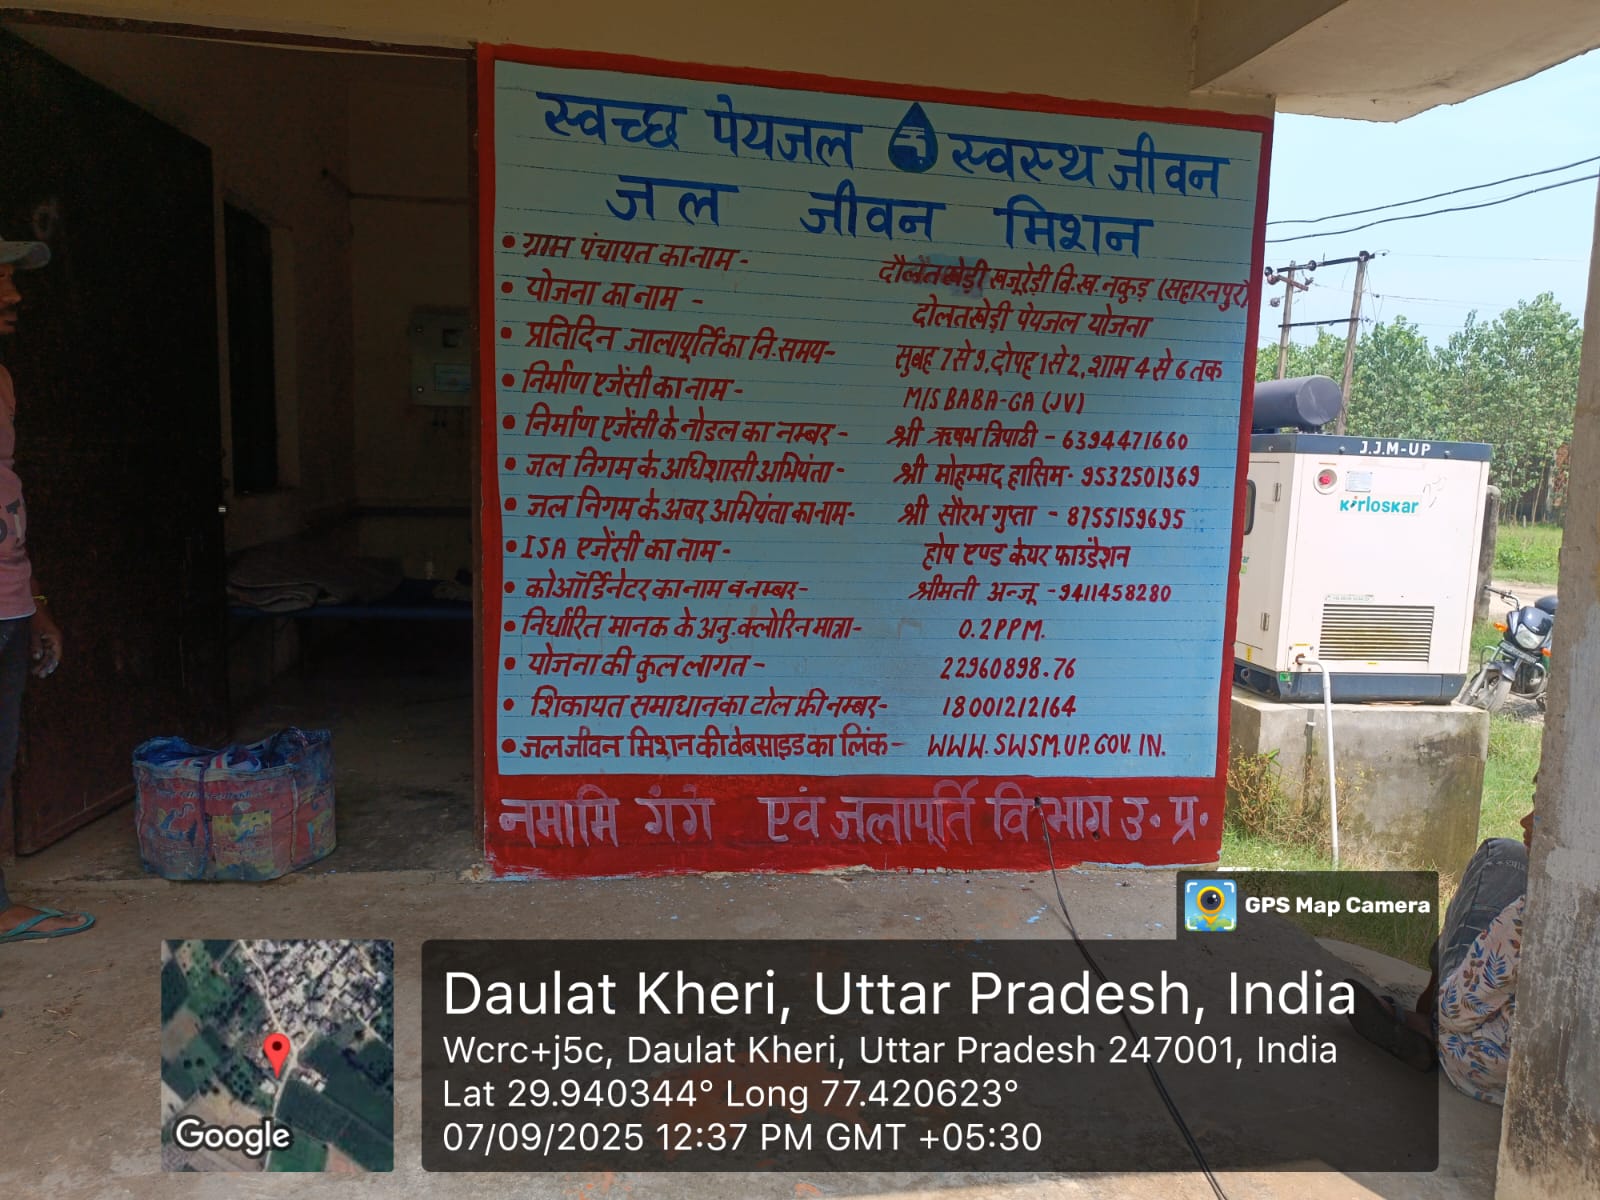 स्वच्छ पेयजल स्वस्थ जीवन
जल जीवन मिशन
• ग्राम पंचायत का नाम - दौलतखेड़ी खजूरेड़ी वि.ख. नकुड़ (सहारनपुर)
• योजना का नाम - दोलतखेड़ी पेयजल योजना
• प्रतिदिन जालापूर्ति का नि. समय- सुबह 7 से 9, दोपह 1 से 2, शाम 4 से 6 तक
• निर्माण एजेंसी का नाम - M/S BABA-GA (JV)
• निर्माण एजेंसी के नोडल का नम्बर - श्री ऋषभ त्रिपाठी - 6394471660
• जल निगम के अधिशासी अभियंता - श्री मोहम्मद हासिम - 9532501369
• जल निगम के अवर अभियंता का नाम- श्री सौरभ गुप्ता - 8755159695
• ISA एजेंसी का नाम - होप एण्ड केयर फाउंडेशन
• कोऑर्डिनेटर का नाम व नम्बर- श्रीमती अन्जू -9411458280
• निर्धारित मानक के अनु. क्लोरिन मात्रा- 0.2PPM.
• योजना की कुल लागत - 22960898.76
• शिकायत समाधान का टोल फ्री नम्बर- 18001212164
• जल जीवन मिशन की वेबसाइड का लिंक - WWW.SWSM.UP.GOV.IN.
नमामि गंगे एवं जलापूर्ति विभाग उ॰ प्र॰
J.J.M-UP
Kirloskar
GPS Map Camera
Daulat Kheri, Uttar Pradesh, India
Wcrc+j5c, Daulat Kheri, Uttar Pradesh 247001, India
Lat 29.940344° Long 77.420623°
07/09/2025 12:37 PM GMT +05:30
Google